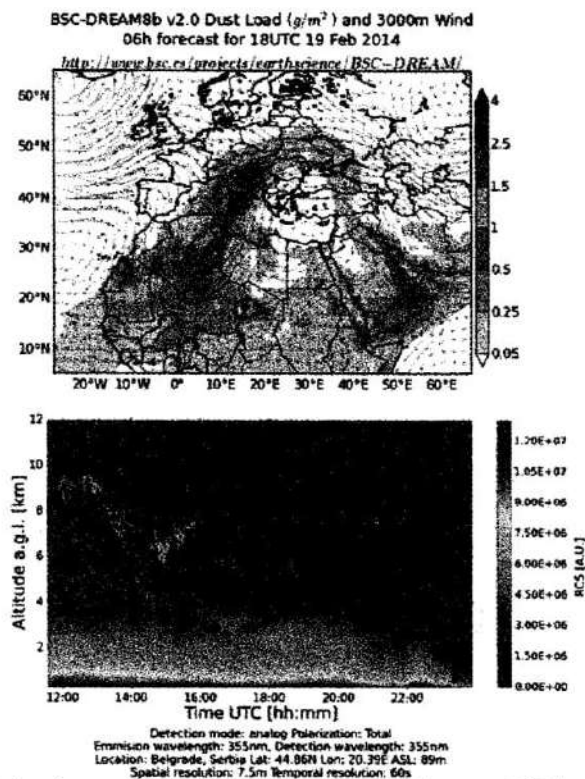 BSC-DREAM8b v2.0 Dust Load (g/m²) and 3000m Wind
06h forecast for 18UTC 19 Feb 2014
http://www.bsc.es/projects/earthscience/BSC-DREAM/
60°N
50°N
40°N
30°N
20°N
10°N
20°W 10°W 0° 10°E 20°E 30°E 40°E 50°E 60°E
4
2.5
1.5
1
0.5
0.25
0.05
12
10
8
6
4
2
Altitude a.g.l. [km]
12:00 14:00 16:00 18:00 20:00 22:00
Time UTC [hh:mm]
1.20E+07
1.05E+07
9.00E+06
7.50E+06
6.00E+06
4.50E+06
3.00E+06
1.50E+06
0.00E+00
RCS [A.U.]
Detection mode: analog Polarization: Total
Emmision wavelength: 355nm, Detection wavelength: 355nm
Location: Belgrade, Serbia Lat: 44.86N Lon: 20.39E ASL: 89m
Spatial resolution: 7.5m Temporal resolution: 60s